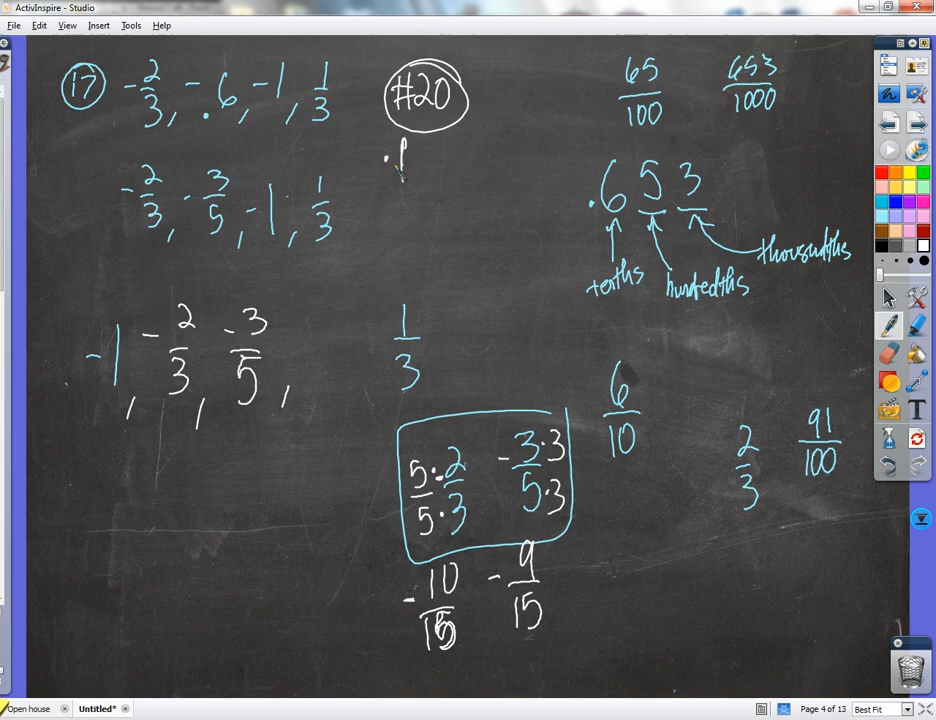 ActivInspire - Studio
File Edit View Insert Tools Help
17 -2/3, -.6, -1, 1/3
#20
65/100 653/1000
-2/3, -3/5, -1, 1/3
.653
tenths hundredths thousandths
-1, -2/3, -3/5, 1/3
6/10
5·-2/5·3 -3·3/5·3
2/3 91/100
-10/15 -9/15
Open house Untitled* Page 4 of 13 Best Fit